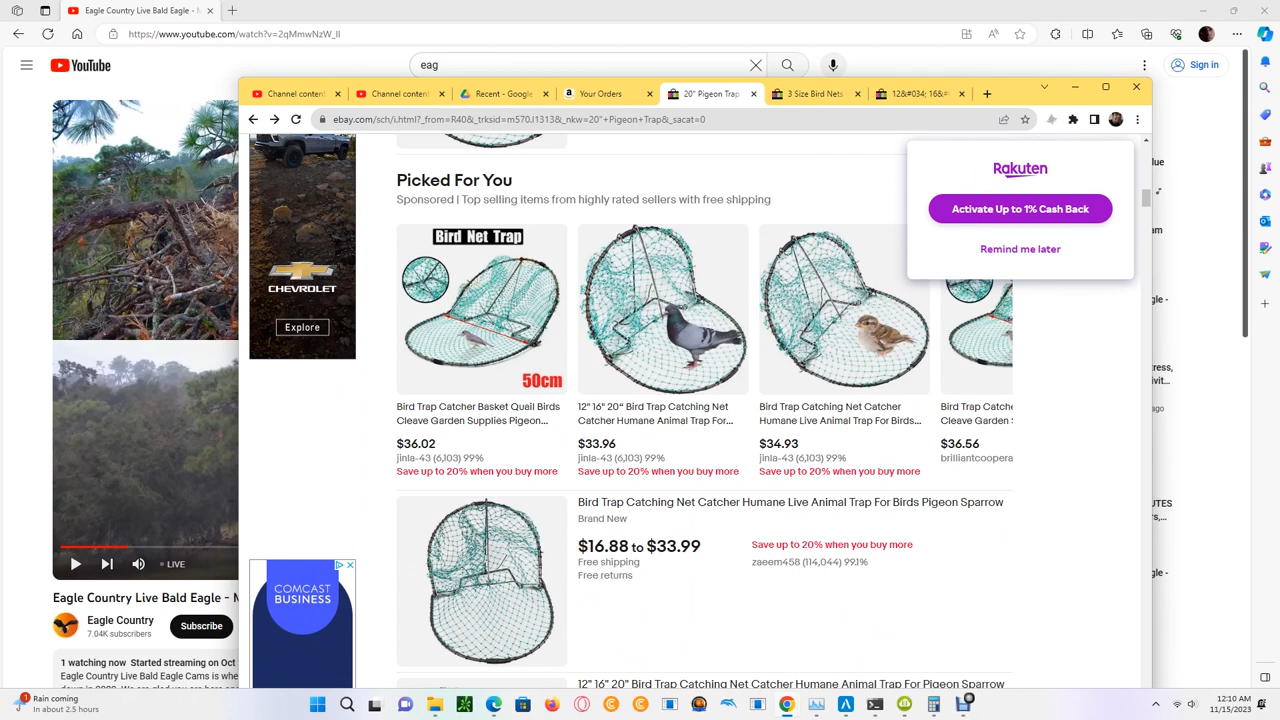 Eagle Country Live Bald Eagle - M
https://www.youtube.com/watch?v=2qMmwNzW_lI
YouTube
eag
Sign in
Channel content
Channel content
Recent - Google
Your Orders
20" Pigeon Trap
3 Size Bird Nets
12&#034; 16&#
ebay.com/sch/i.html?_from=R40&_trksid=m570.l1313&_nkw=20"+Pigeon+Trap&_sacat=0
Rakuten
Activate Up to 1% Cash Back
Remind me later
Picked For You
Sponsored | Top selling items from highly rated sellers with free shipping
CHEVROLET
Explore
Bird Net Trap
50cm
Bird Trap Catcher Basket Quail Birds
Cleave Garden Supplies Pigeon...
$36.02
jinla-43 (6,103) 99%
Save up to 20% when you buy more
12" 16" 20“ Bird Trap Catching Net
Catcher Humane Animal Trap For...
$33.96
jinla-43 (6,103) 99%
Save up to 20% when you buy more
Bird Trap Catching Net Catcher
Humane Live Animal Trap For Birds...
$34.93
jinla-43 (6,103) 99%
Save up to 20% when you buy more
Bird Trap Catche
Cleave Garden S
$36.56
brilliantcoopera
Bird Trap Catching Net Catcher Humane Live Animal Trap For Birds Pigeon Sparrow
Brand New
$16.88 to $33.99
Free shipping
Free returns
Save up to 20% when you buy more
zaeem458 (114,044) 99.1%
12" 16" 20" Bird Trap Catching Net Catcher Humane Animal Trap For Pigeon Sparrow
COMCAST
BUSINESS
LIVE
Eagle Country Live Bald Eagle - M
Eagle Country
7.04K subscribers
Subscribe
1 watching now Started streaming on Oct
Eagle Country Live Bald Eagle Cams is whe
Rain coming
In about 2.5 hours
12:10 AM
11/15/2023